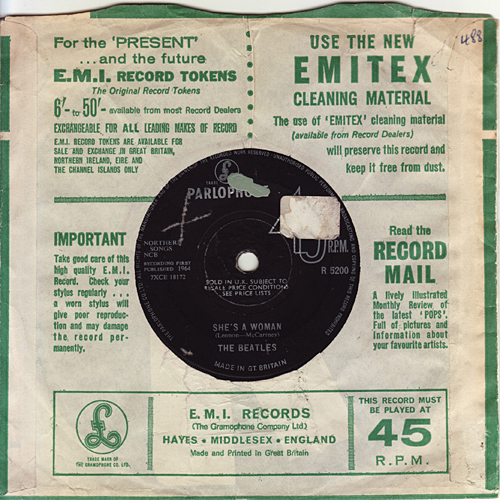 For the 'PRESENT'
...and the future
E.M.I. RECORD TOKENS
The Original Record Tokens
6'- to 50'- available from most Record Dealers
EXCHANGEABLE FOR ALL LEADING MAKES OF RECORD
E.M.I. RECORD TOKENS ARE AVAILABLE FOR
SALE AND EXCHANGE IN GREAT BRITAIN,
NORTHERN IRELAND, EIRE AND
THE CHANNEL ISLANDS ONLY
488
USE THE NEW
EMITEX
CLEANING MATERIAL
The use of 'EMITEX' cleaning material
(available from Record Dealers)
will preserve this record and
keep it free from dust.
IMPORTANT
Take good care of this
high quality E.M.I.
Record. Check your
stylus regularly ...
a worn stylus will
give poor reproduc-
tion and may damage
the record per-
manently.
PARLOPHONE
45
R.P.M.
R 5200
NORTHERN
SONGS
NCB
RECORDING FIRST
PUBLISHED 1964
7XCE 18172
SOLD IN U.K. SUBJECT TO
RESALE PRICE CONDITIONS
SEE PRICE LISTS
SHE'S A WOMAN
(Lennon—McCartney)
THE BEATLES
MADE IN GT. BRITAIN
Read the
RECORD
MAIL
A lively illustrated
Monthly Review of
the latest 'POPS'.
Full of pictures and
information about
your favourite artists.
TRADE MARK OF
THE GRAMOPHONE CO. LTD.
E.M.I. RECORDS
(The Gramophone Company Ltd.)
HAYES • MIDDLESEX • ENGLAND
Made and Printed in Great Britain
THIS RECORD MUST
BE PLAYED AT
45
R.P.M.